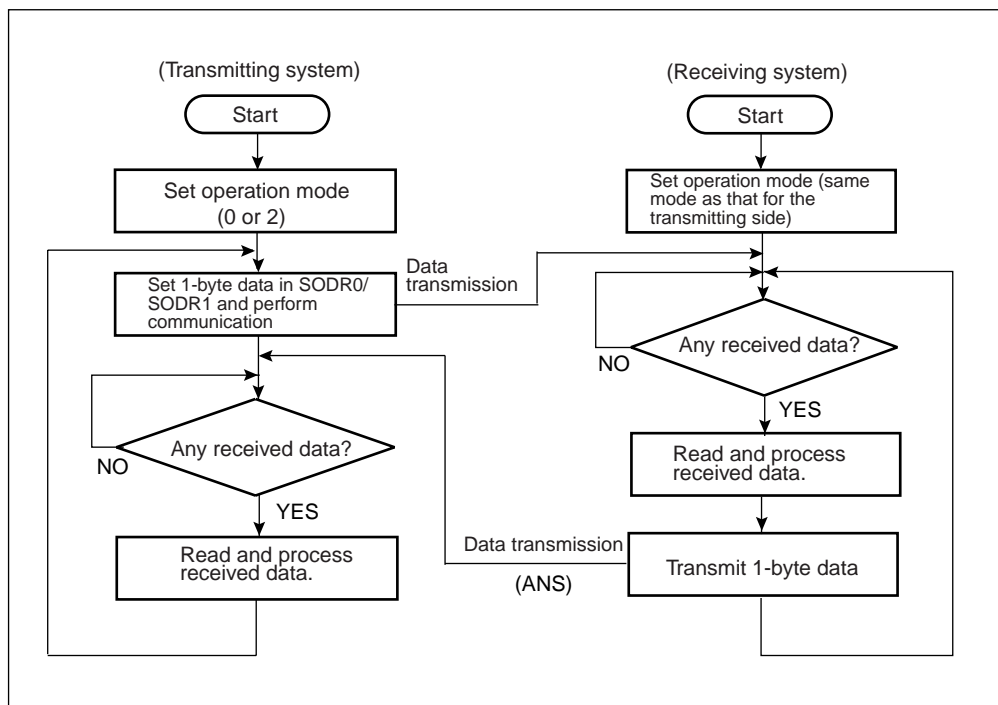 (Transmitting system)
Start
Set operation mode
(0 or 2)
Set 1-byte data in SODR0/
SODR1 and perform
communication
Data
transmission
Any received data?
NO
YES
Read and process
received data.
(Receiving system)
Start
Set operation mode (same
mode as that for the
transmitting side)
Any received data?
NO
YES
Read and process
received data.
Transmit 1-byte data
Data transmission
(ANS)